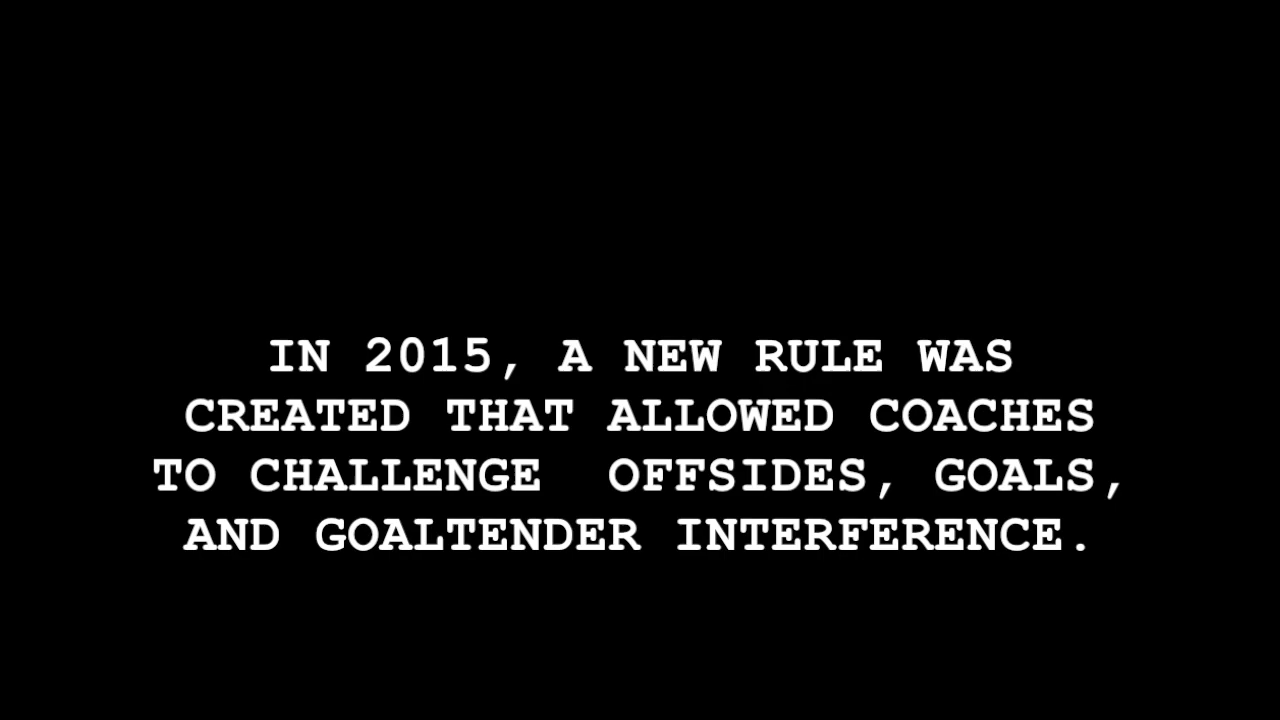 IN 2015, A NEW RULE WAS
CREATED THAT ALLOWED COACHES
TO CHALLENGE  OFFSIDES, GOALS,
AND GOALTENDER INTERFERENCE.